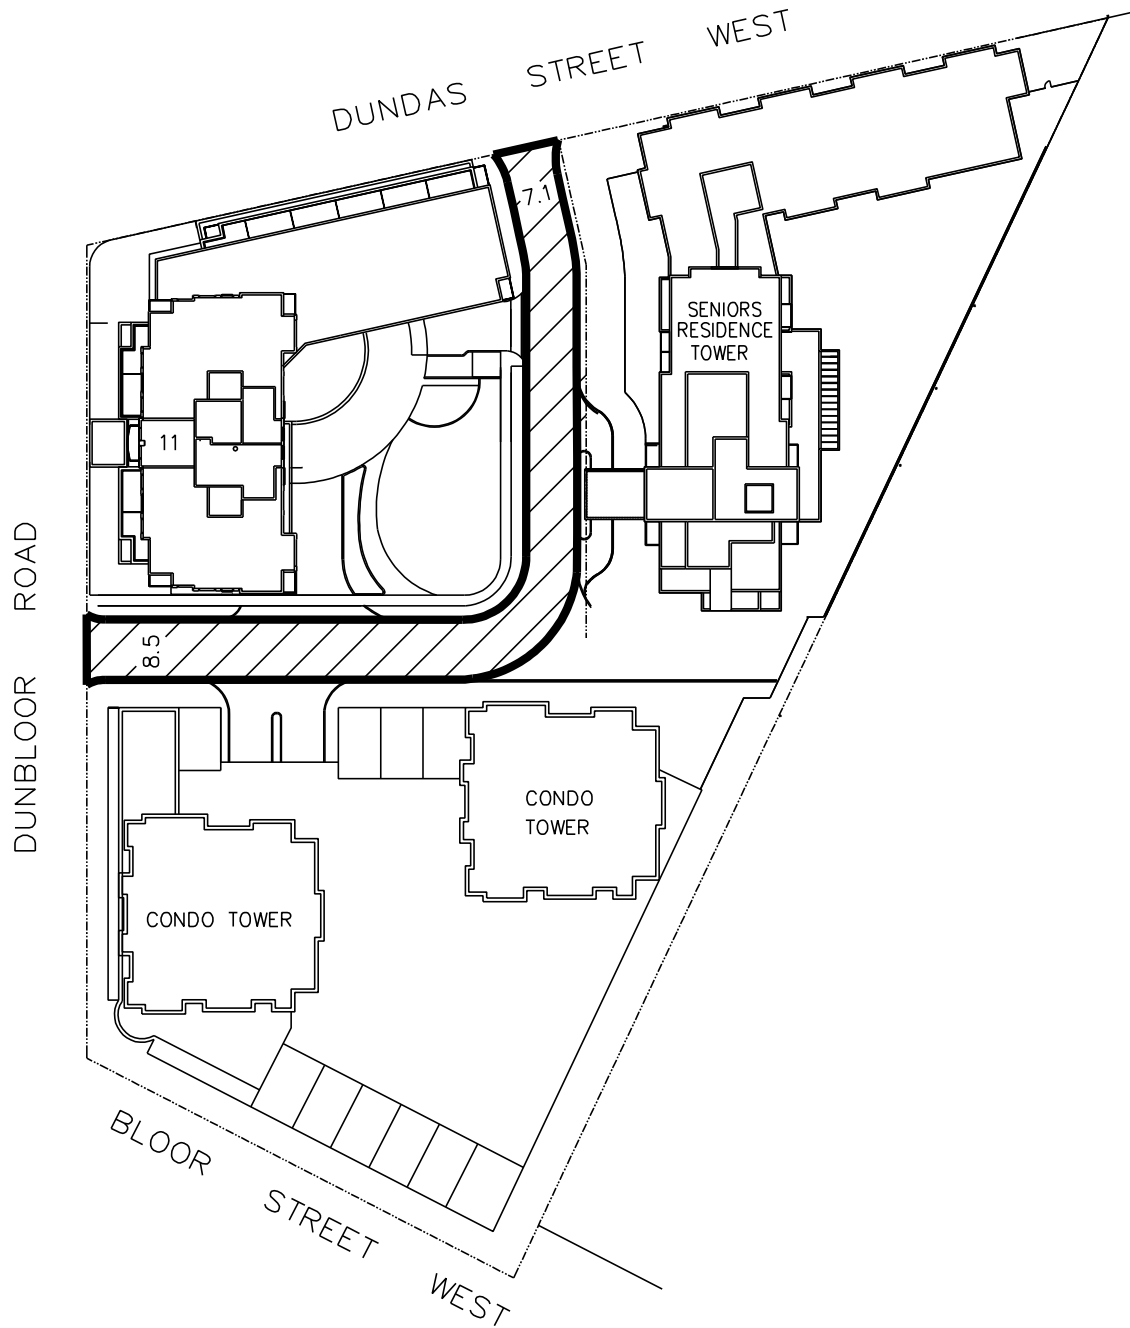 DUNDAS STREET WEST
7.1
SENIORS
RESIDENCE
TOWER
11
8.5
DUNBLOOR ROAD
CONDO
TOWER
CONDO TOWER
BLOOR STREET WEST